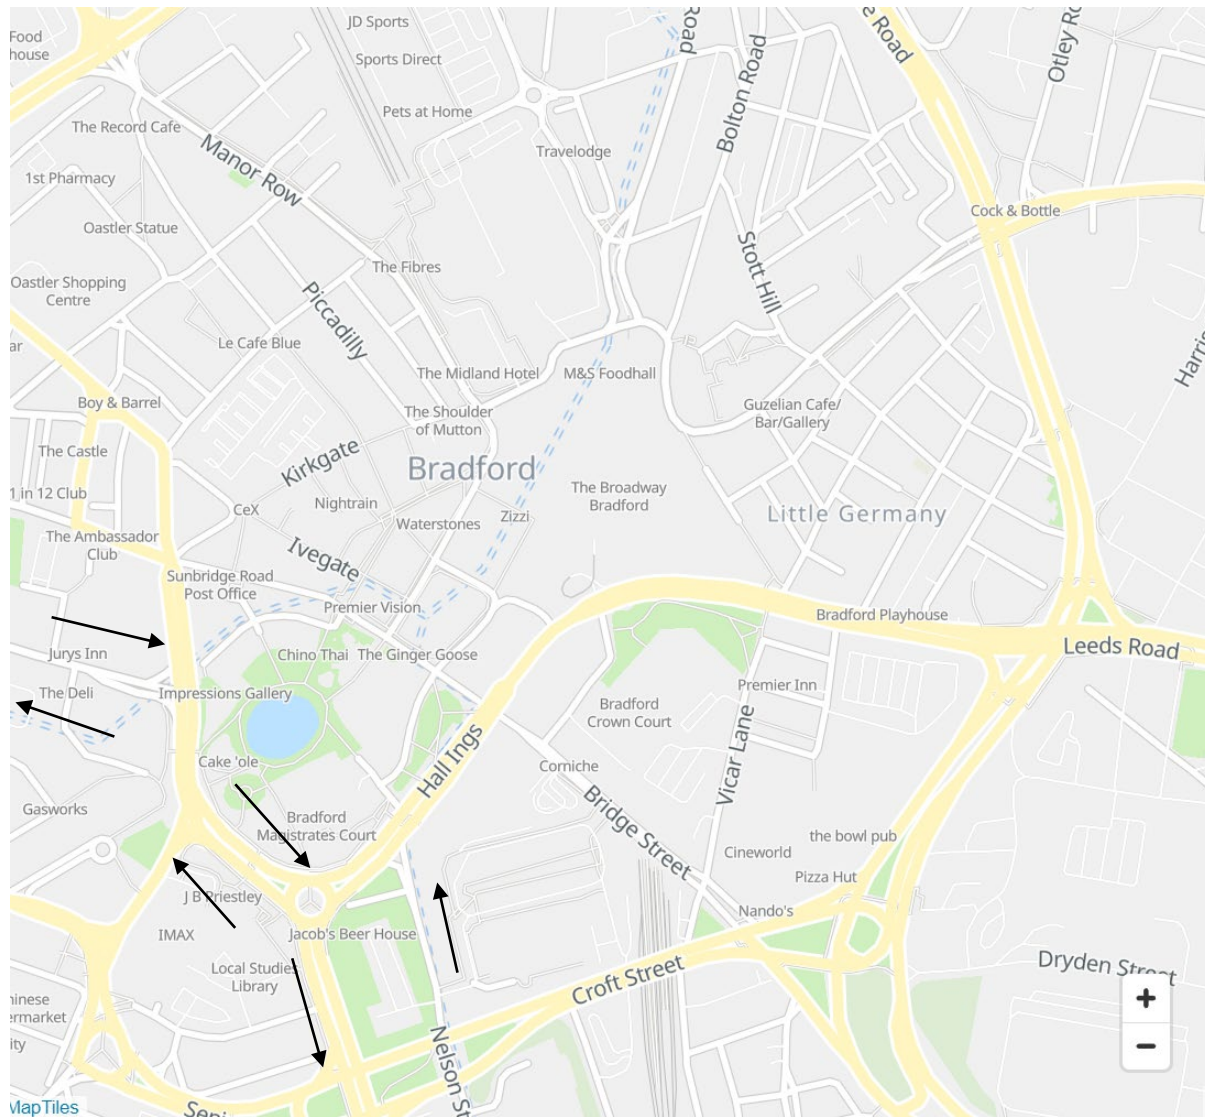 JD Sports
e Road
Food
house
Road
Otley Ro
Sports Direct
Bolton Road
Pets at Home
The Record Cafe
Travelodge
Manor Row
1st Pharmacy
Cock & Bottle
Oastler Statue
Stott Hill
The Fibres
Oastler Shopping
Centre
Piccadilly
Harris
ar
Le Cafe Blue
The Midland Hotel
M&S Foodhall
Boy & Barrel
The Shoulder
of Mutton
Guzelian Cafe/
Bar/Gallery
The Castle
Kirkgate
Bradford
1 in 12 Club
Nightrain
The Broadway
Bradford
CeX
Waterstones
Zizzi
Little Germany
The Ambassador
Club
Ivegate
Sunbridge Road
Post Office
Premier Vision
Bradford Playhouse
Leeds Road
Jurys Inn
Chino Thai
The Ginger Goose
The Deli
Impressions Gallery
Premier Inn
Bradford
Crown Court
Cake 'ole
Hall Ings
Vicar Lane
Corniche
Gasworks
Bradford
Magistrates Court
Bridge Street
the bowl pub
Cineworld
J B Priestley
Pizza Hut
Nando's
IMAX
Jacob's Beer House
Local Studies
Library
Croft Street
Dryden Street
hinese
ermarket
ity
+
−
Nelson St
MapTiles
Seni